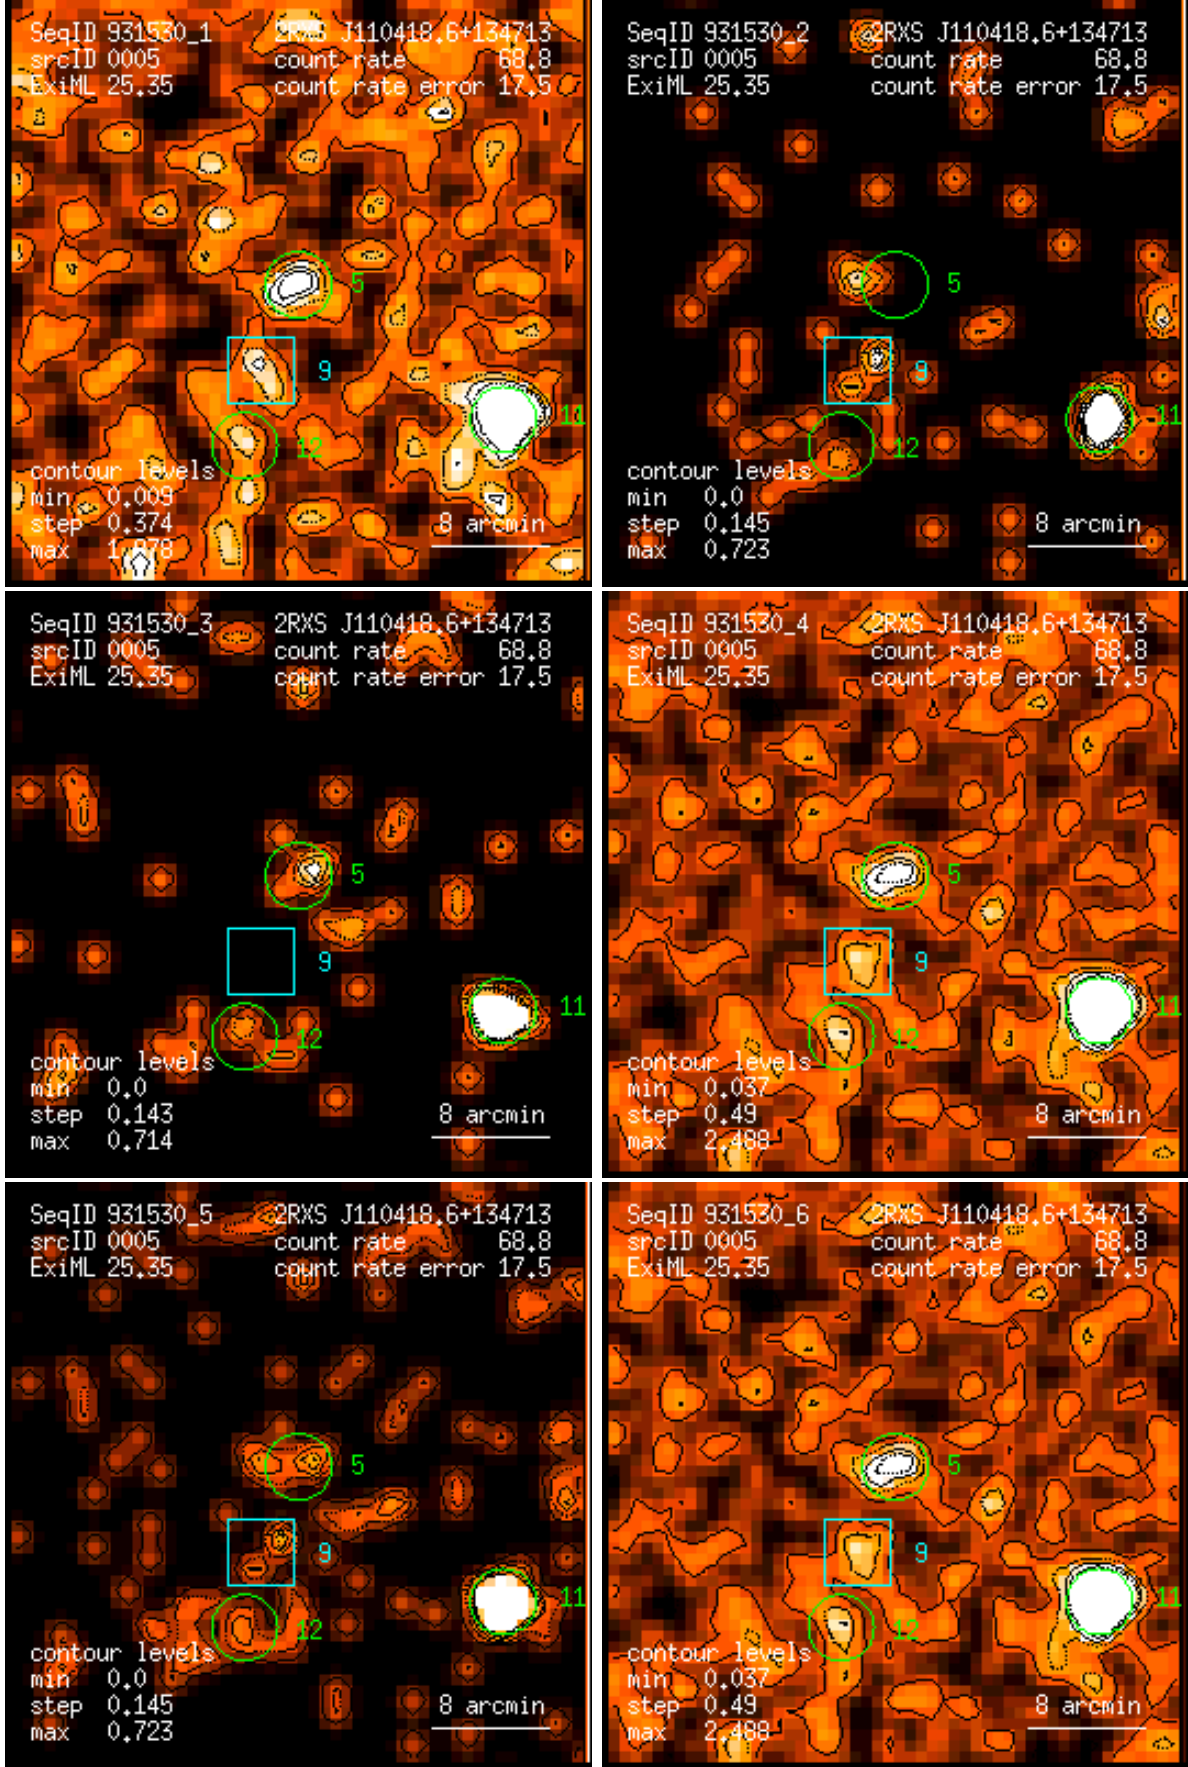 SeqID 931530_1 2RXS J110418.6+134713
srcID 0005 count rate 68.8
ExiML 25.35 count rate error 17.5
5
9
11
12
contour levels
min 0.009
step 0.374 8 arcmin
max 1.878
SeqID 931530_2 2RXS J110418.6+134713
srcID 0005 count rate 68.8
ExiML 25.35 count rate error 17.5
5
9
11
12
contour levels
min 0.0
step 0.145 8 arcmin
max 0.723
SeqID 931530_3 2RXS J110418.6+134713
srcID 0005 count rate 68.8
ExiML 25.35 count rate error 17.5
5
9
11
12
contour levels
min 0.0
step 0.143 8 arcmin
max 0.714
SeqID 931530_4 2RXS J110418.6+134713
srcID 0005 count rate 68.8
ExiML 25.35 count rate error 17.5
5
9
11
12
contour levels
min 0.037
step 0.49 8 arcmin
max 2.488
SeqID 931530_5 2RXS J110418.6+134713
srcID 0005 count rate 68.8
ExiML 25.35 count rate error 17.5
5
9
11
12
contour levels
min 0.0
step 0.145 8 arcmin
max 0.723
SeqID 931530_6 2RXS J110418.6+134713
srcID 0005 count rate 68.8
ExiML 25.35 count rate error 17.5
5
9
11
12
contour levels
min 0.037
step 0.49 8 arcmin
max 2.488